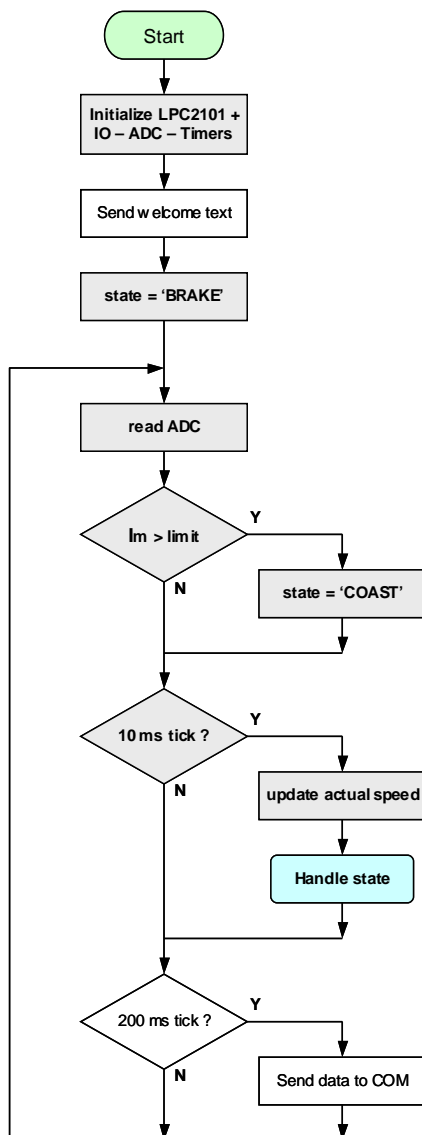 Start
Initialize LPC2101 +
IO – ADC – Timers
Send welcome text
state = ‘BRAKE’
read ADC
Im > limit
Y
N
state = ‘COAST’
10 ms tick ?
Y
N
update actual speed
Handle state
200 ms tick ?
Y
N
Send data to COM